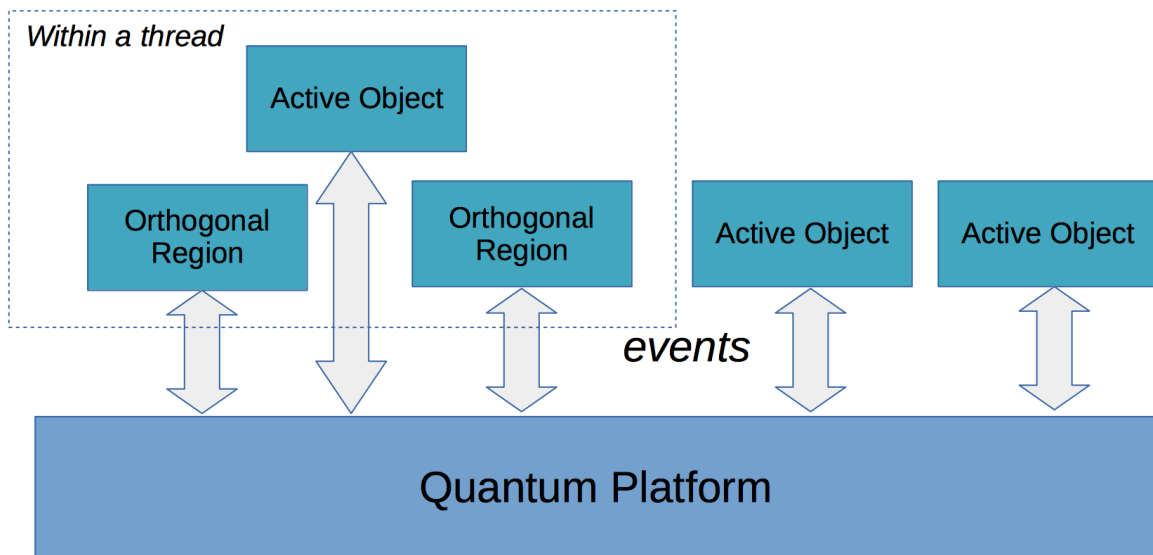 Within a thread
Active Object
Orthogonal
Region
Orthogonal
Region
Active Object
Active Object
events
Quantum Platform